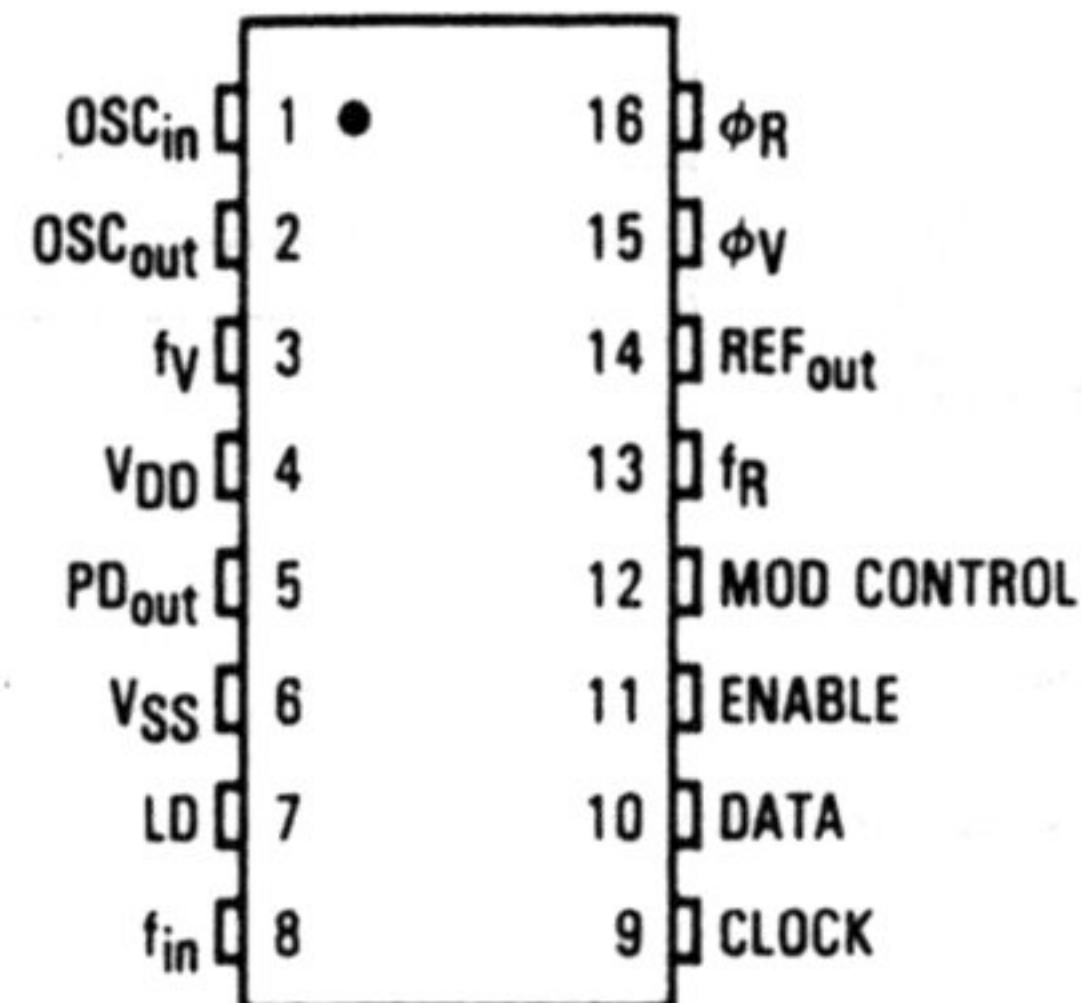 OSCin 1 16 ϕR
OSCout 2 15 ϕV
fV 3 14 REFout
VDD 4 13 fR
PDout 5 12 MOD CONTROL
VSS 6 11 ENABLE
LD 7 10 DATA
fin 8 9 CLOCK